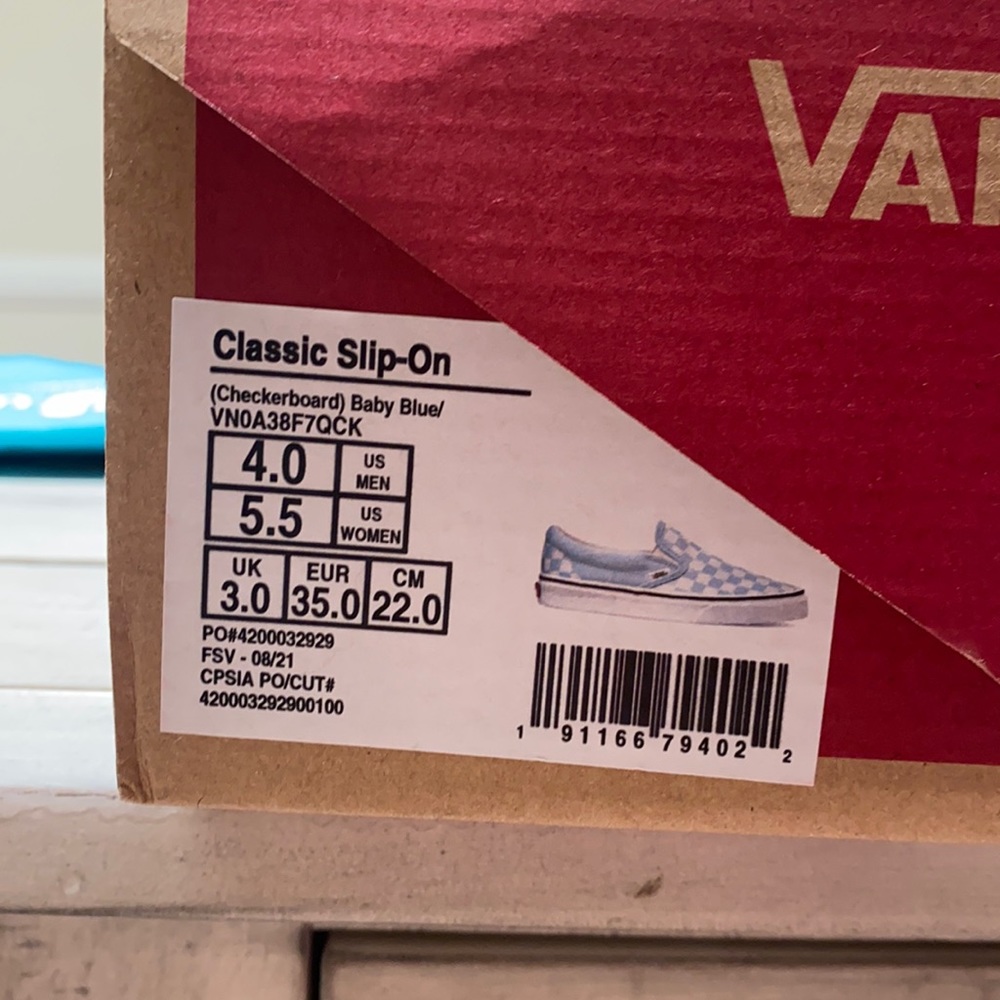 VAN
Classic Slip-On
(Checkerboard) Baby Blue/
VN0A38F7QCK
4.0 US MEN
5.5 US WOMEN
UK EUR CM
3.0 35.0 22.0
PO#4200032929
FSV - 08/21
CPSIA PO/CUT#
420003292900100
1 91166 79402 2